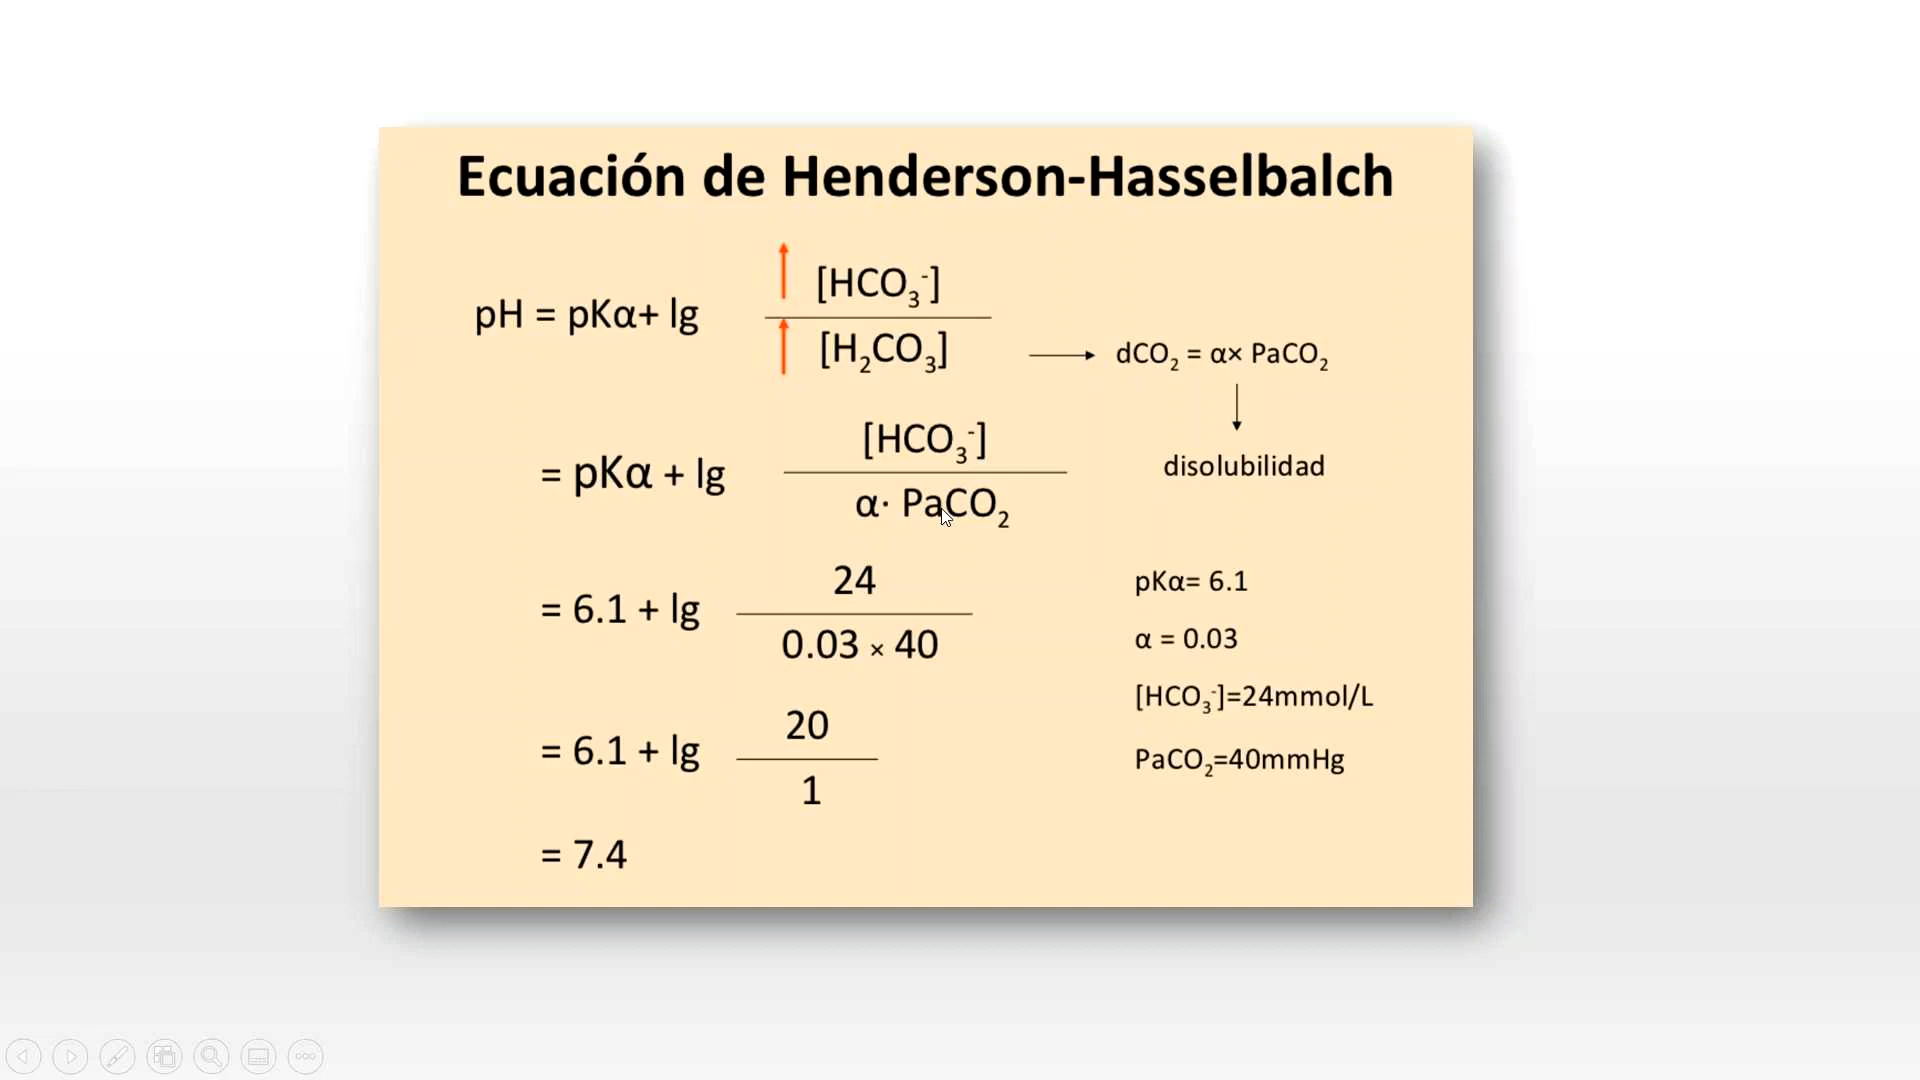 Ecuación de Henderson-Hasselbalch
pH = pKα+ lg [HCO₃⁻] / [H₂CO₃] → dCO₂ = α× PaCO₂
↓
disolubilidad
= pKα + lg [HCO₃⁻] / α· PaCO₂
= 6.1 + lg 24 / 0.03 × 40
= 6.1 + lg 20 / 1
= 7.4
pKα= 6.1
α = 0.03
[HCO₃⁻]=24mmol/L
PaCO₂=40mmHg